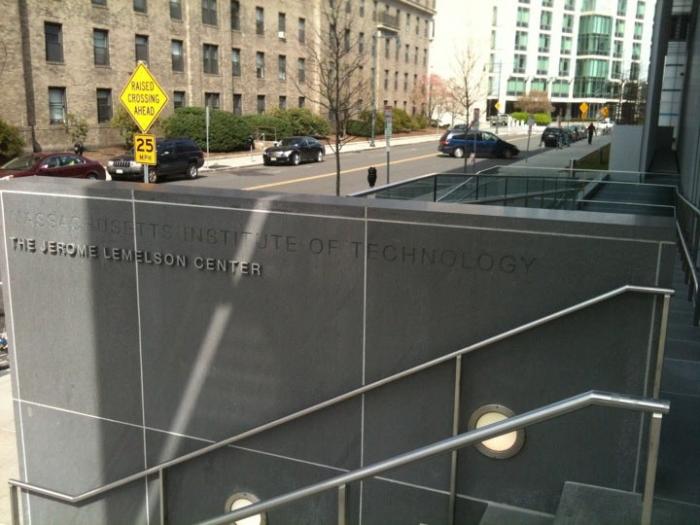 RAISED
CROSSING
AHEAD
25
MPH
MASSACHUSETTS INSTITUTE OF TECHNOLOGY
THE JEROME LEMELSON CENTER